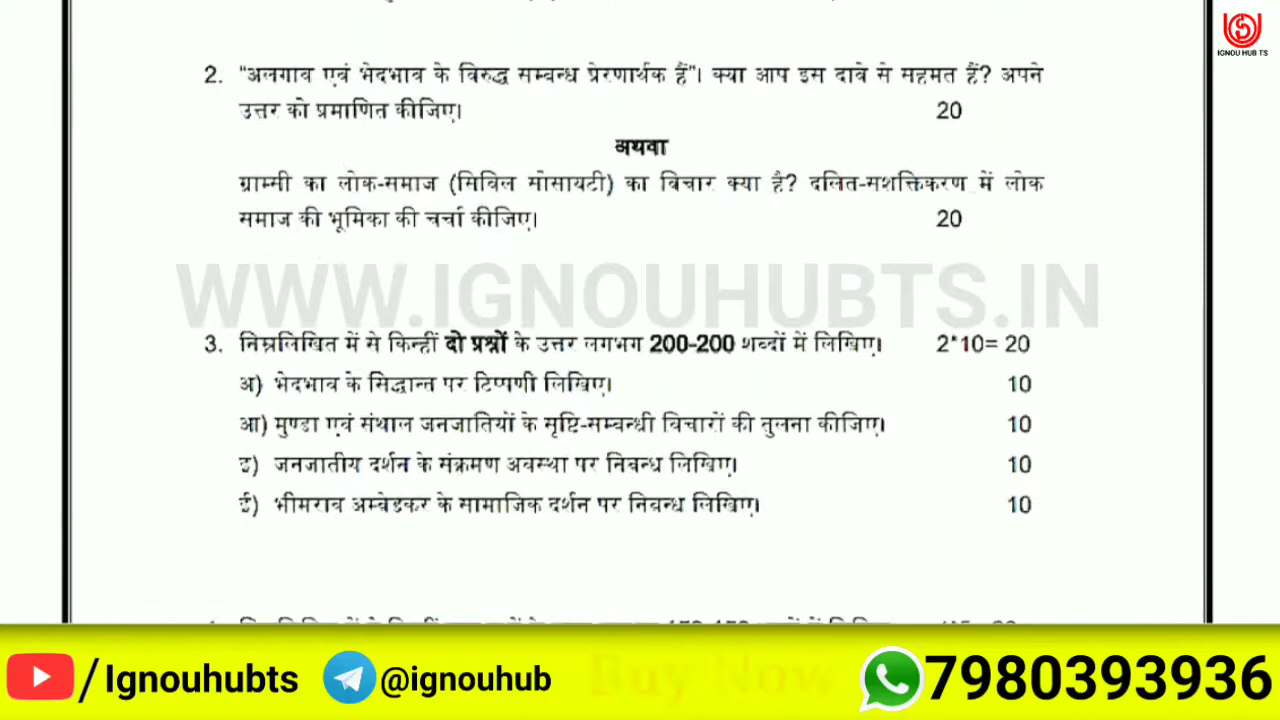 IGNOU HUB TS
2. "अलगाव एवं भेदभाव के विरुद्ध सम्बन्ध प्रेरणार्थक हैं"। क्या आप इस दावे से सहमत हैं? अपने
उत्तर को प्रमाणित कीजिए। 20
अथवा
ग्राम्सी का लोक-समाज (सिविल सोसायटी) का विचार क्या है? दलित-सशक्तिकरण में लोक
समाज की भूमिका की चर्चा कीजिए। 20
WWW.IGNOUHUBTS.IN
3. निम्नलिखित में से किन्हीं दो प्रश्नों के उत्तर लगभग 200-200 शब्दों में लिखिए। 2*10= 20
अ) भेदभाव के सिद्धान्त पर टिप्पणी लिखिए। 10
आ) मुण्डा एवं संथाल जनजातियों के सृष्टि-सम्बन्धी विचारों की तुलना कीजिए। 10
इ) जनजातीय दर्शन के संक्रमण अवस्था पर निबन्ध लिखिए। 10
ई) भीमराव अम्बेडकर के सामाजिक दर्शन पर निबन्ध लिखिए। 10
/Ignouhubts @ignouhub Buy Now 7980393936